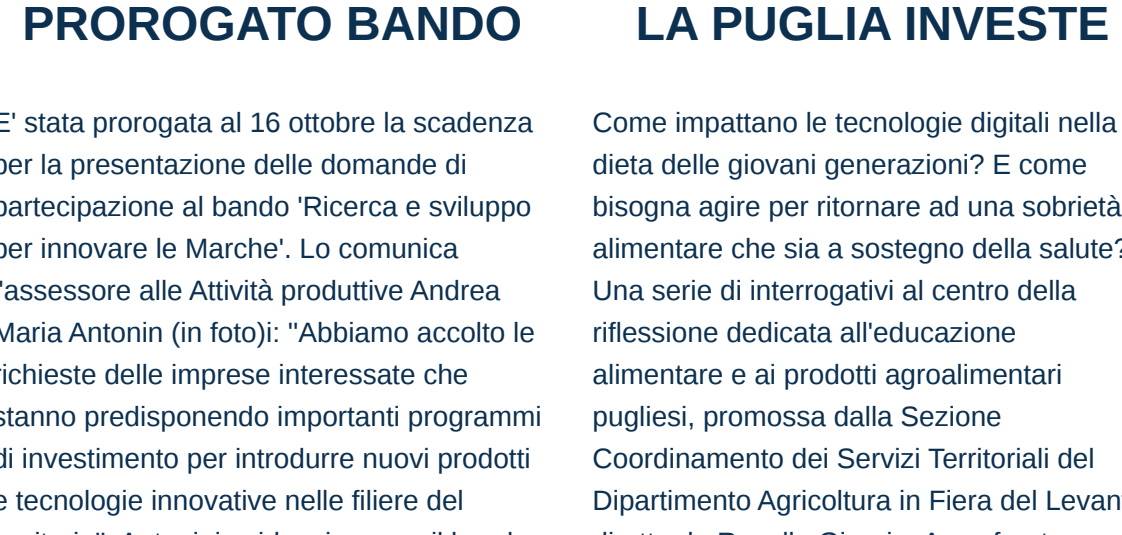 PROROGATO BANDO
E' stata prorogata al 16 ottobre la scadenza
per la presentazione delle domande di
partecipazione al bando 'Ricerca e sviluppo
per innovare le Marche'. Lo comunica
l'assessore alle Attività produttive Andrea
Maria Antonin (in foto)i: "Abbiamo accolto le
richieste delle imprese interessate che
stanno predisponendo importanti programmi
di investimento per introdurre nuovi prodotti
e tecnologie innovative nelle filiere del
LA PUGLIA INVESTE
Come impattano le tecnologie digitali nella
dieta delle giovani generazioni? E come
bisogna agire per ritornare ad una sobrietà
alimentare che sia a sostegno della salute?
Una serie di interrogativi al centro della
riflessione dedicata all'educazione
alimentare e ai prodotti agroalimentari
pugliesi, promossa dalla Sezione
Coordinamento dei Servizi Territoriali del
Dipartimento Agricoltura in Fiera del Levan